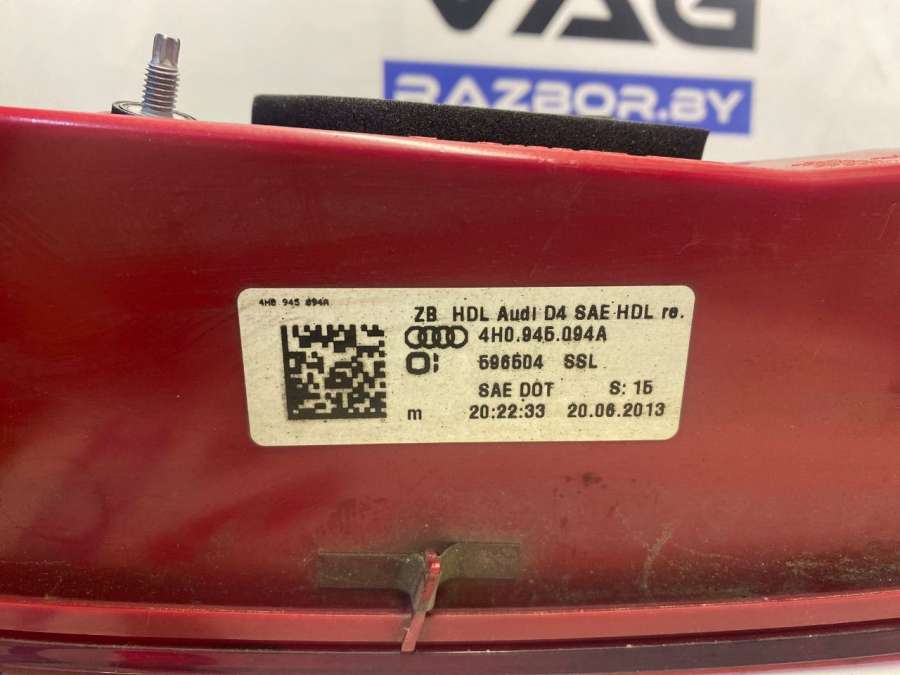 VAG
RAZBOR.BY
4H0 945 094A
ZB HDL Audi D4 SAE HDL re.
4H0.945.094A
596504 SSL
SAE DOT S: 15
m 20:22:33 20.06.2013